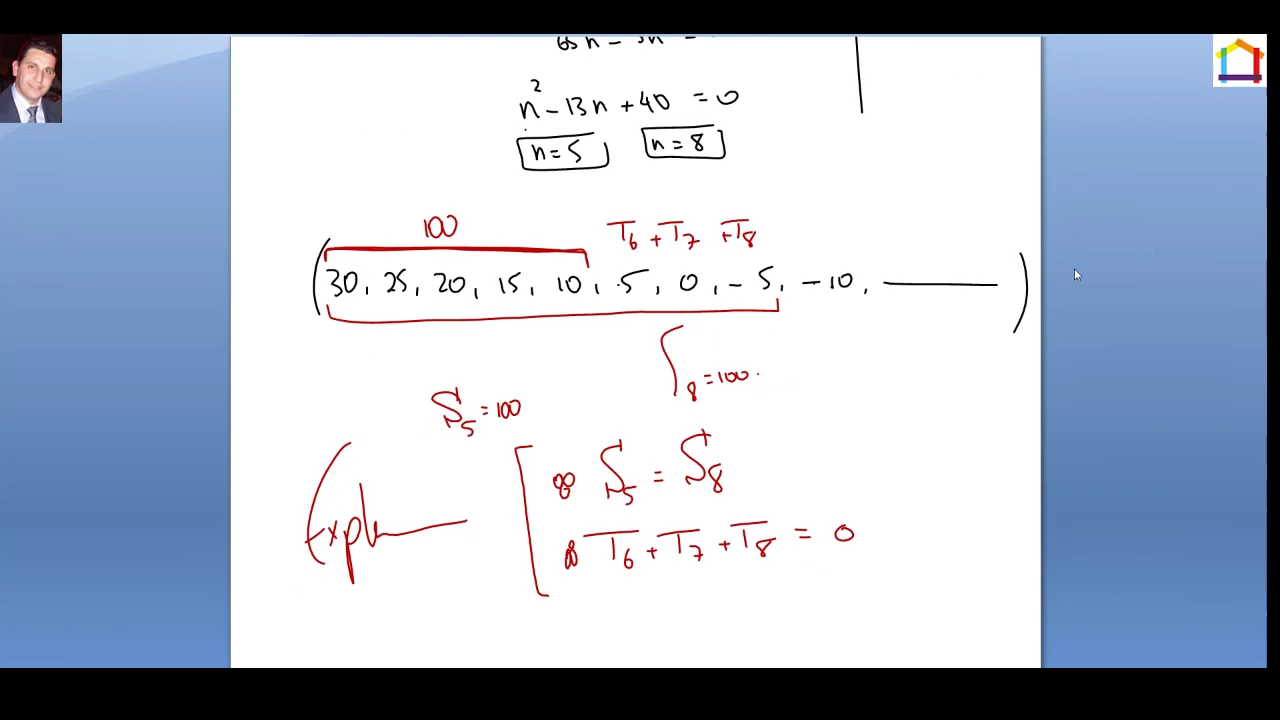 n² - 13n + 40 = 0
n = 5 n = 8
100 T₆ + T₇ + T₈
(30, 25, 20, 15, 10, 5, 0, -5, -10, ———)
S₈ = 100
S₅ = 100
∵ S₅ = S₈
∴ T₆ + T₇ + T₈ = 0